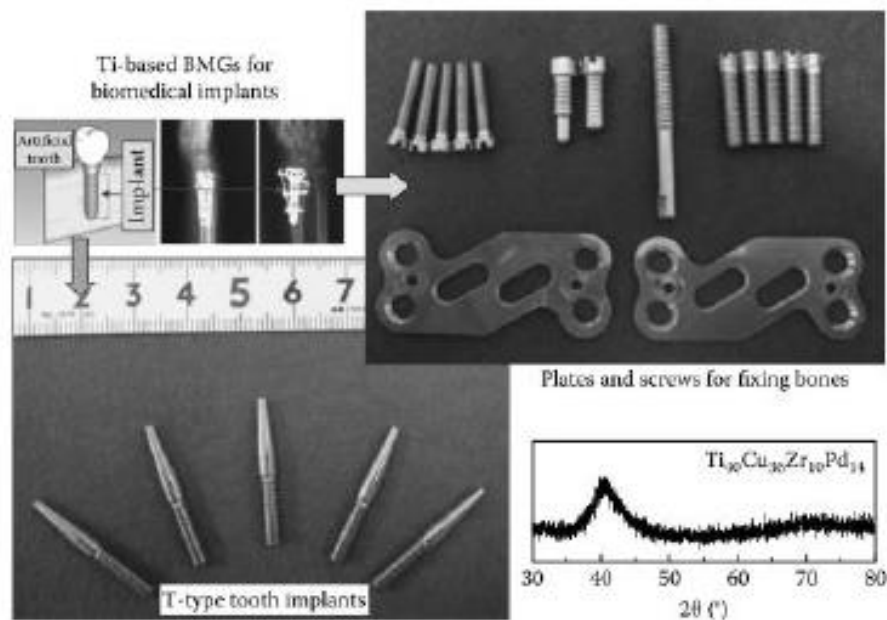 Ti-based BMGs for
biomedical implants
Artificial
tooth
Implant
1 2 3 4 5 6 7
T-type tooth implants
Plates and screws for fixing bones
Zr₁₀Pd₁₄
30 40 50 60 70 80
2θ (°)